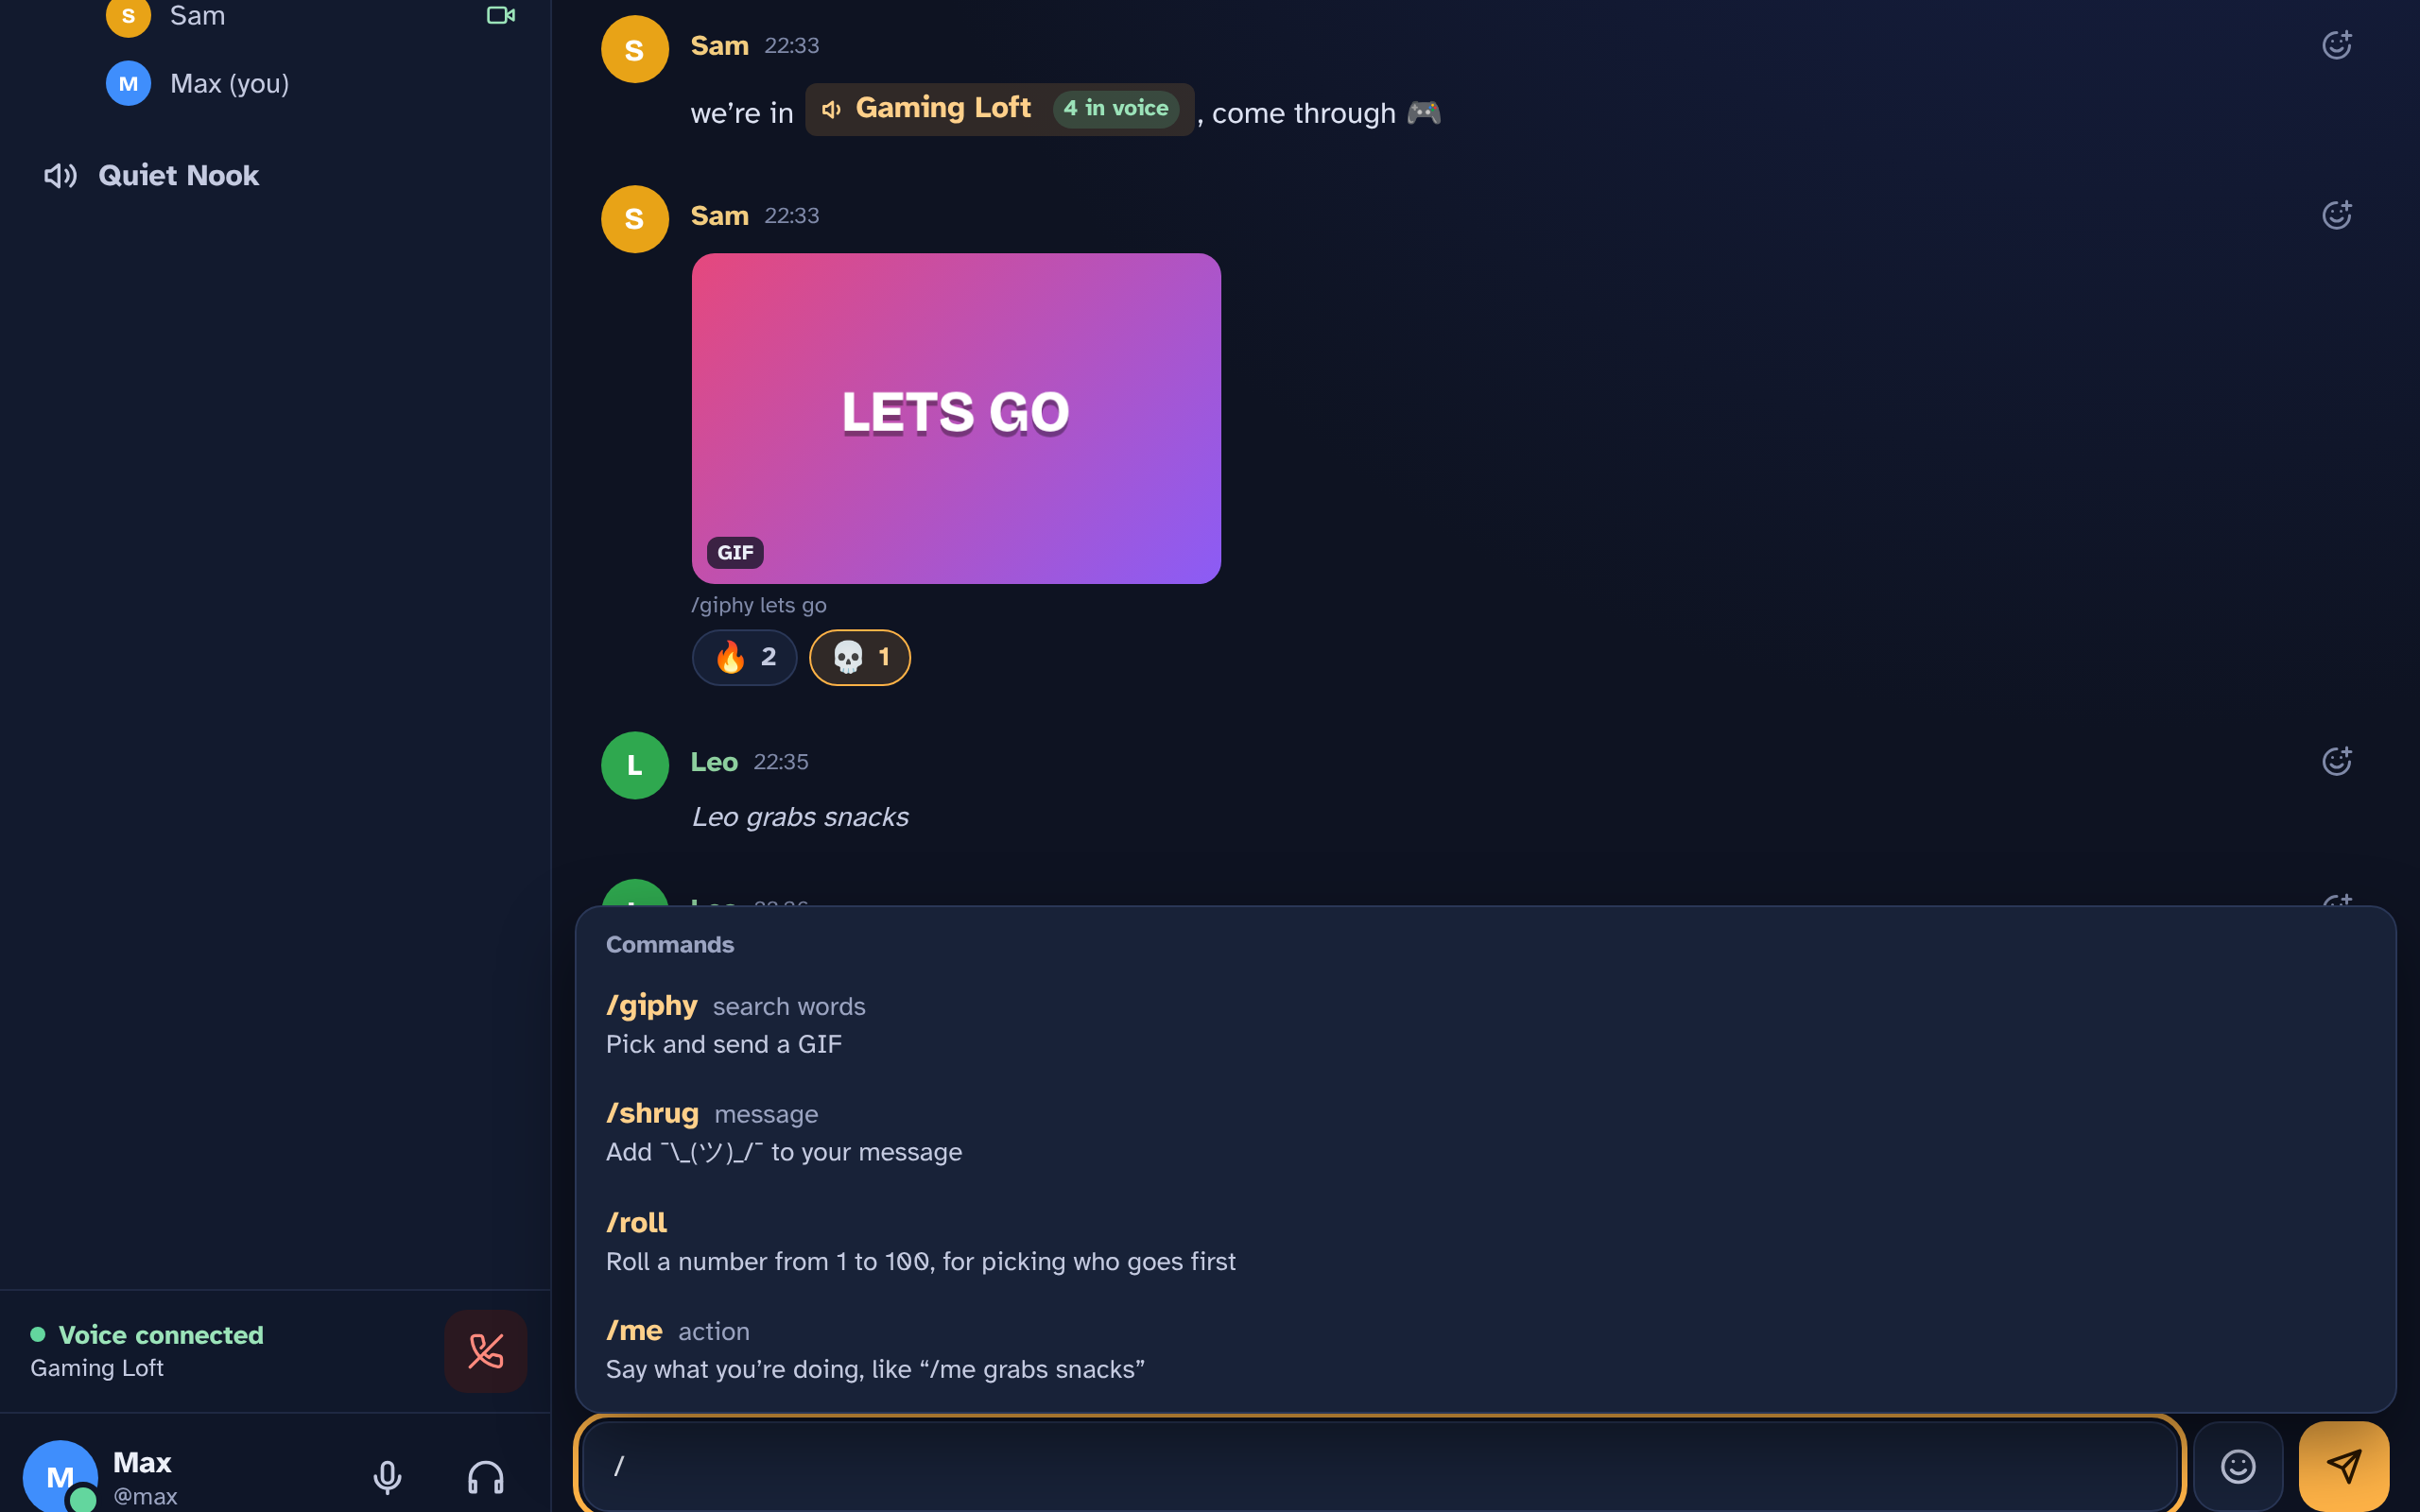 S Sam
M Max (you)
Quiet Nook
Voice connected
Gaming Loft
M Max
@max
S Sam 22:33
we’re in Gaming Loft 4 in voice , come through 🎮
S Sam 22:33
LETS GO
GIF
/giphy lets go
🔥 2 💀 1
L Leo 22:35
Leo grabs snacks
Commands
/giphy search words
Pick and send a GIF
/shrug message
Add ¯\_(ツ)_/¯ to your message
/roll
Roll a number from 1 to 100, for picking who goes first
/me action
Say what you’re doing, like “/me grabs snacks”
/